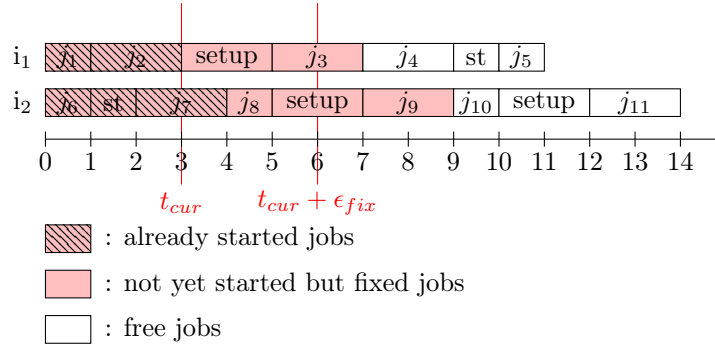 i1 j1 j2 setup j3 j4 st j5
i2 j6 st j7 j8 setup j9 j10 setup j11
0 1 2 3 4 5 6 7 8 9 10 11 12 13 14
tcur tcur + ϵfix
: already started jobs
: not yet started but fixed jobs
: free jobs